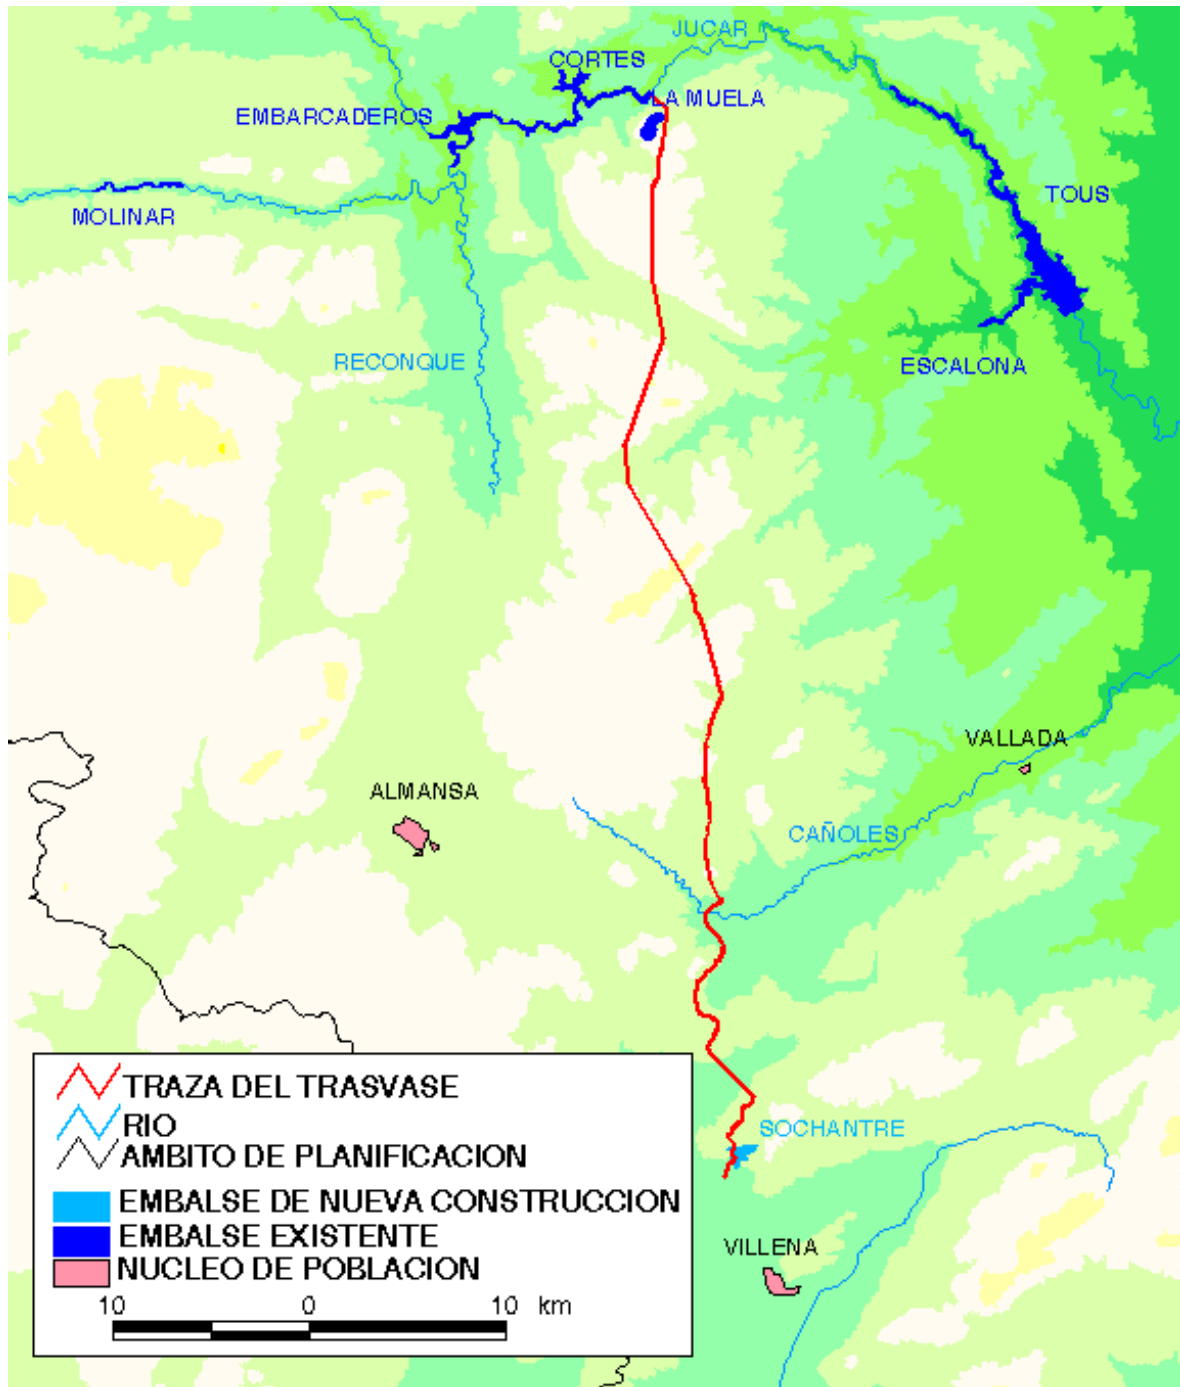 JUCAR
CORTES
LA MUELA
EMBARCADEROS
TOUS
MOLINAR
RECONQUE
ESCALONA
VALLADA
ALMANSA
CAÑOLES
SOCHANTRE
VILLENA
TRAZA DEL TRASVASE
RIO
AMBITO DE PLANIFICACION
EMBALSE DE NUEVA CONSTRUCCION
EMBALSE EXISTENTE
NUCLEO DE POBLACION
10 0 10 km